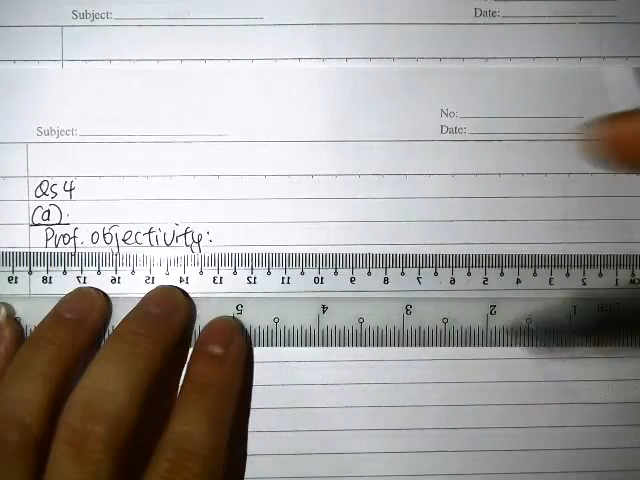 Subject:
Date:
No:
Subject:
Date:
Qs 4
(a).
Prof. objectivity:
19 18 17 16 15 14 13 12 11 10 9 8 7 6 5 4 3 2 1 CM
5 4 3 2 1